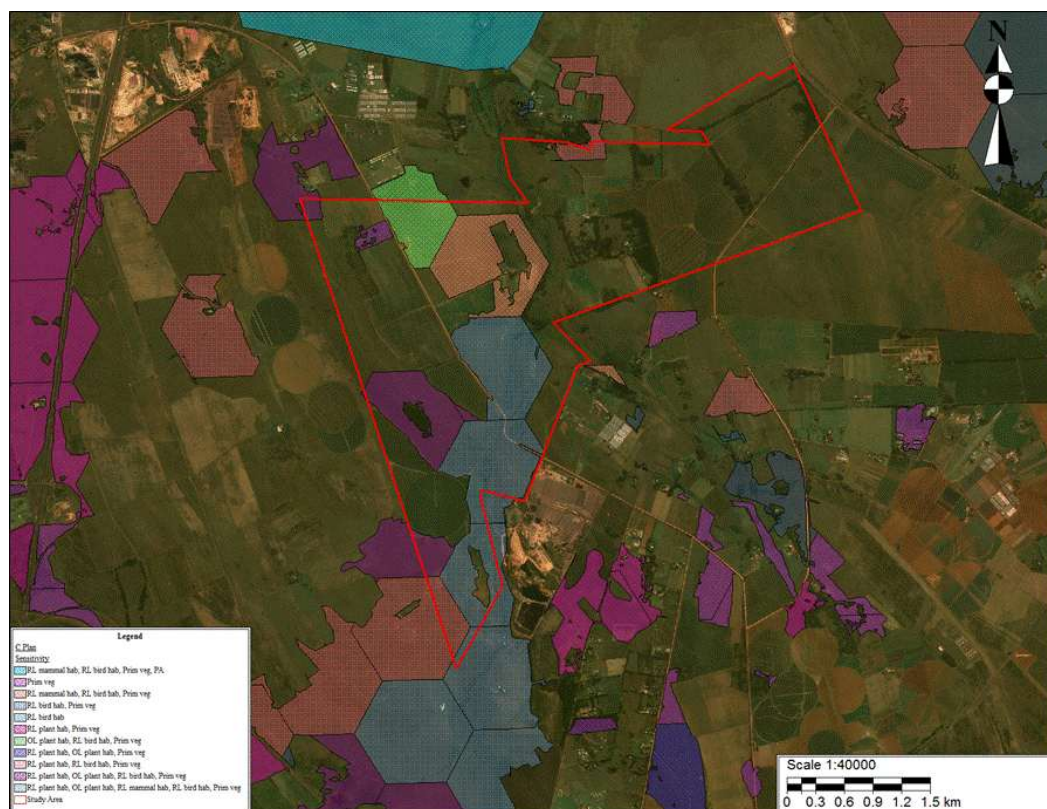 N
Legend
C Plan
Sensitivity
RL mammal hab, RL bird hab, Prim veg, PA
Prim veg
RL mammal hab, RL bird hab, Prim veg
RL bird hab, Prim veg
RL bird hab
RL plant hab, Prim veg
OL plant hab, RL bird hab, Prim veg
RL plant hab, OL plant hab, Prim veg
RL plant hab, RL bird hab, Prim veg
RL plant hab, OL plant hab, RL bird hab, Prim veg
RL plant hab, OL plant hab, RL mammal hab, RL bird hab, Prim veg
Study Area
Scale 1:40000
0 0.3 0.6 0.9 1.2 1.5 km